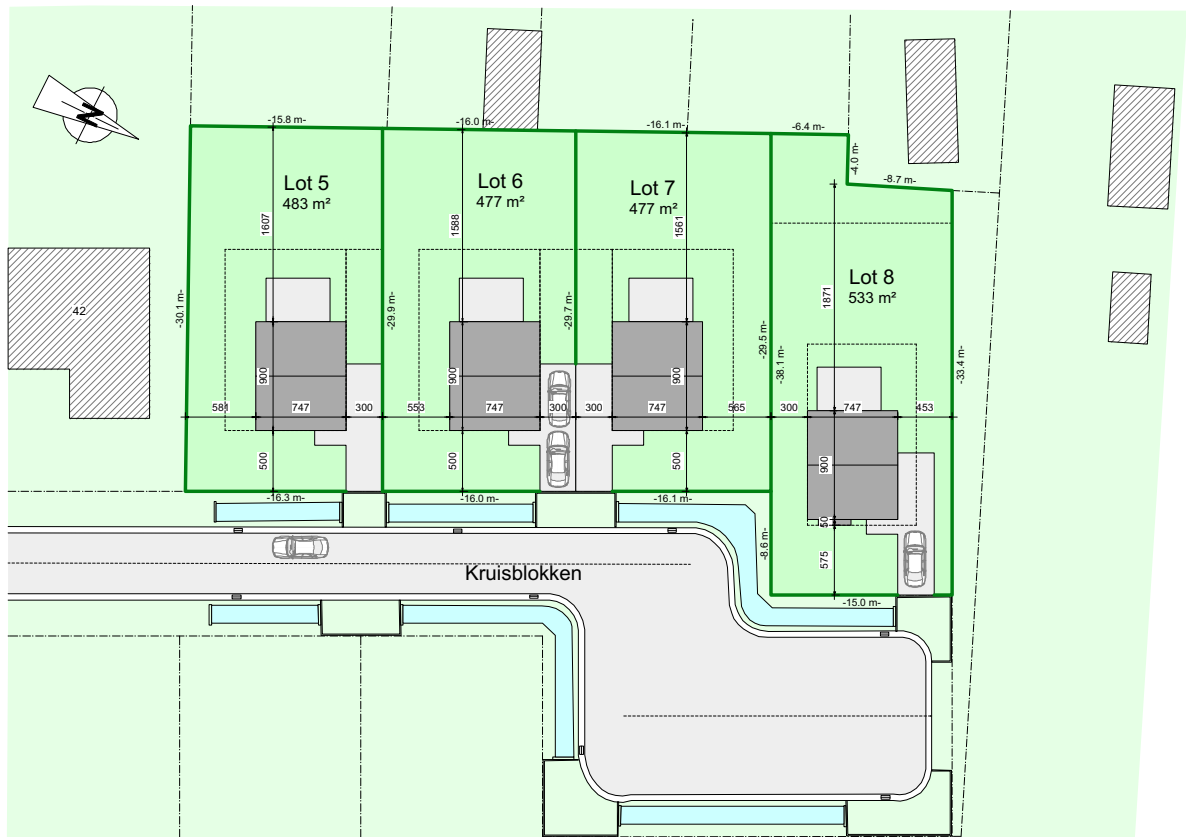 N
-15.8 m-
-16.0 m-
-16.1 m-
-6.4 m-
-4.0 m-
-8.7 m-
Lot 5
483 m²
Lot 6
477 m²
Lot 7
477 m²
Lot 8
533 m²
1607
1588
1561
1871
42
-30.1 m-
-29.9 m-
-29.7 m-
-29.5 m-
-38.1 m-
-33.4 m-
900
900
900
900
581
747
300
553
747
300
300
747
565
300
747
453
500
500
500
50
575
-16.3 m-
-16.0 m-
-16.1 m-
-8.6 m-
-15.0 m-
Kruisblokken